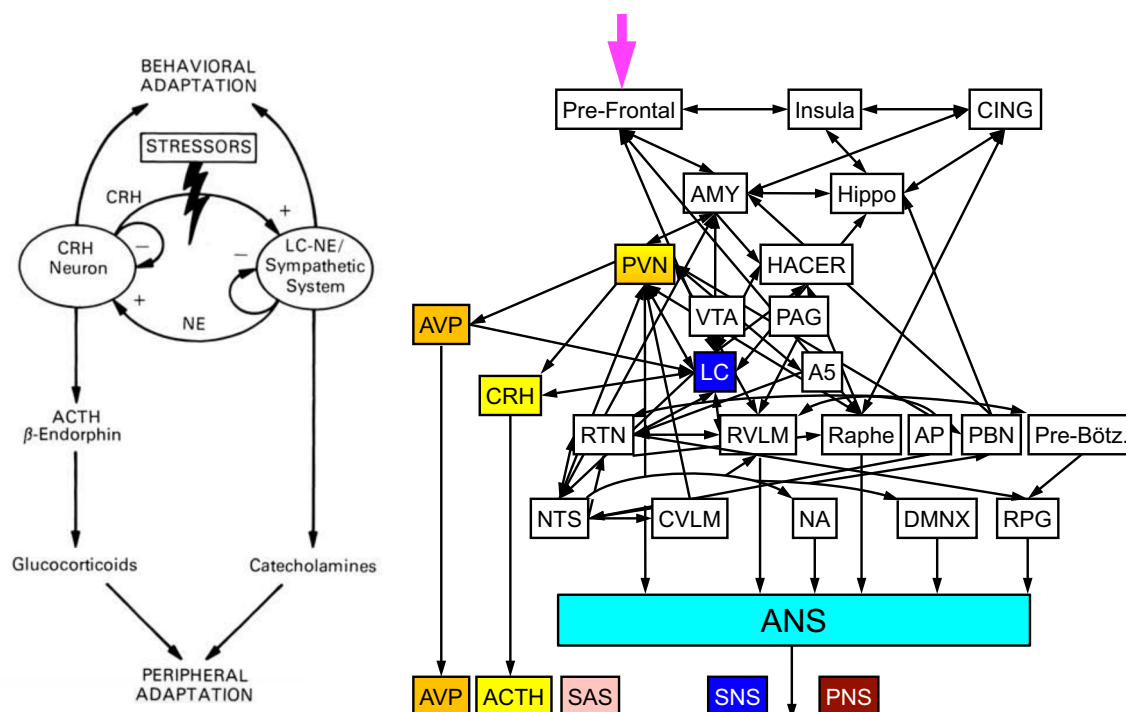 BEHAVIORAL
ADAPTATION
STRESSORS
CRH
+
CRH
Neuron
−
−
LC-NE/
Sympathetic
System
+
NE
ACTH
β-Endorphin
Glucocorticoids
Catecholamines
PERIPHERAL
ADAPTATION
Pre-Frontal
Insula
CING
AMY
Hippo
PVN
HACER
AVP
VTA
PAG
CRH
LC
A5
RTN
RVLM
Raphe
AP
PBN
Pre-Bötz.
NTS
CVLM
NA
DMNX
RPG
ANS
AVP
ACTH
SAS
SNS
PNS